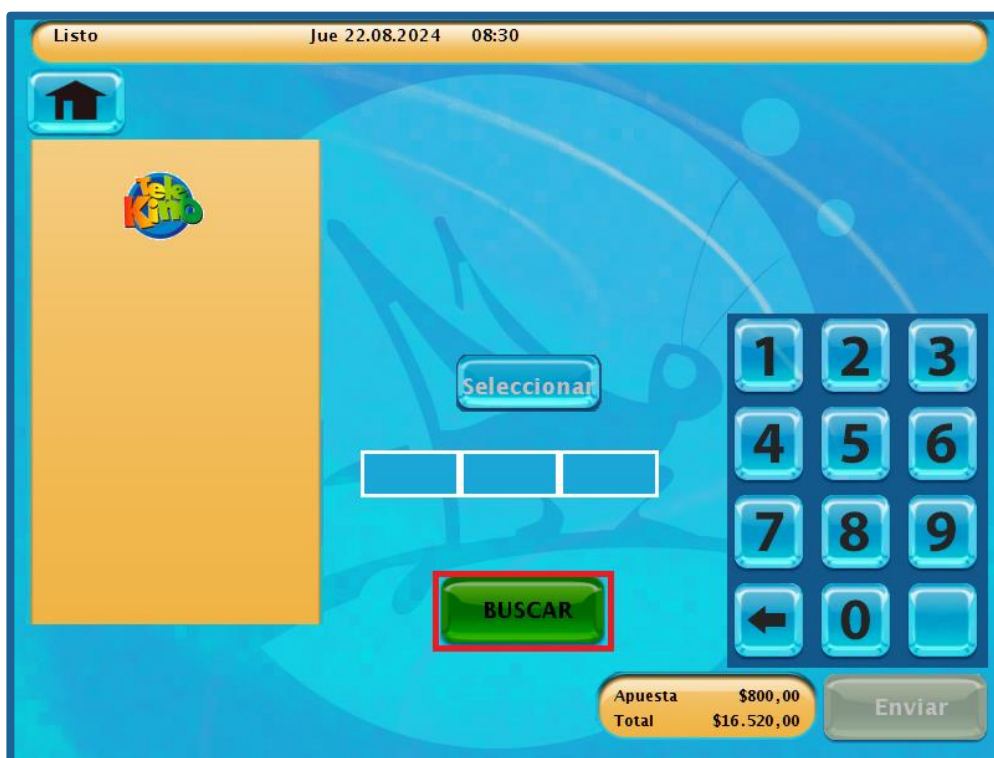 Listo Jue 22.08.2024 08:30
Tele
Kino
Seleccionar
1 2 3
4 5 6
7 8 9
0
BUSCAR
Apuesta $800,00
Total $16.520,00
Enviar